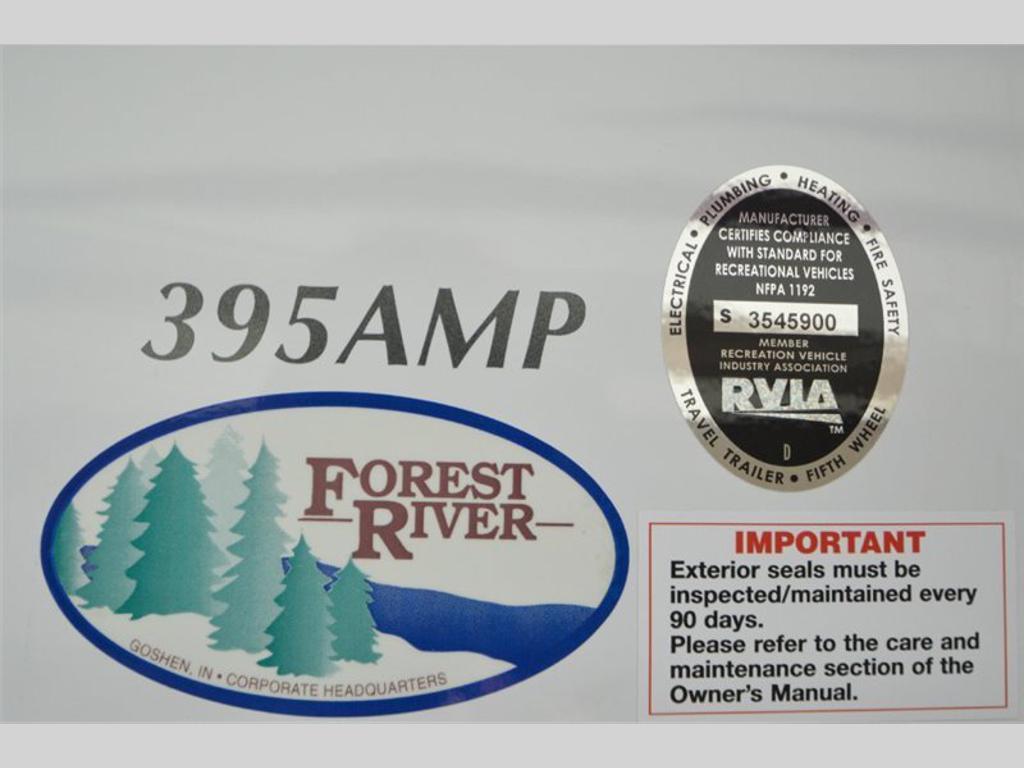 395AMP
FOREST
RIVER
GOSHEN, IN • CORPORATE HEADQUARTERS
ELECTRICAL • PLUMBING • HEATING • FIRE SAFETY
MANUFACTURER
CERTIFIES COMPLIANCE
WITH STANDARD FOR
RECREATIONAL VEHICLES
NFPA 1192
S 3545900
MEMBER
RECREATION VEHICLE
INDUSTRY ASSOCIATION
RVIA
TM
D
TRAVEL TRAILER • FIFTH WHEEL
IMPORTANT
Exterior seals must be
inspected/maintained every
90 days.
Please refer to the care and
maintenance section of the
Owner's Manual.